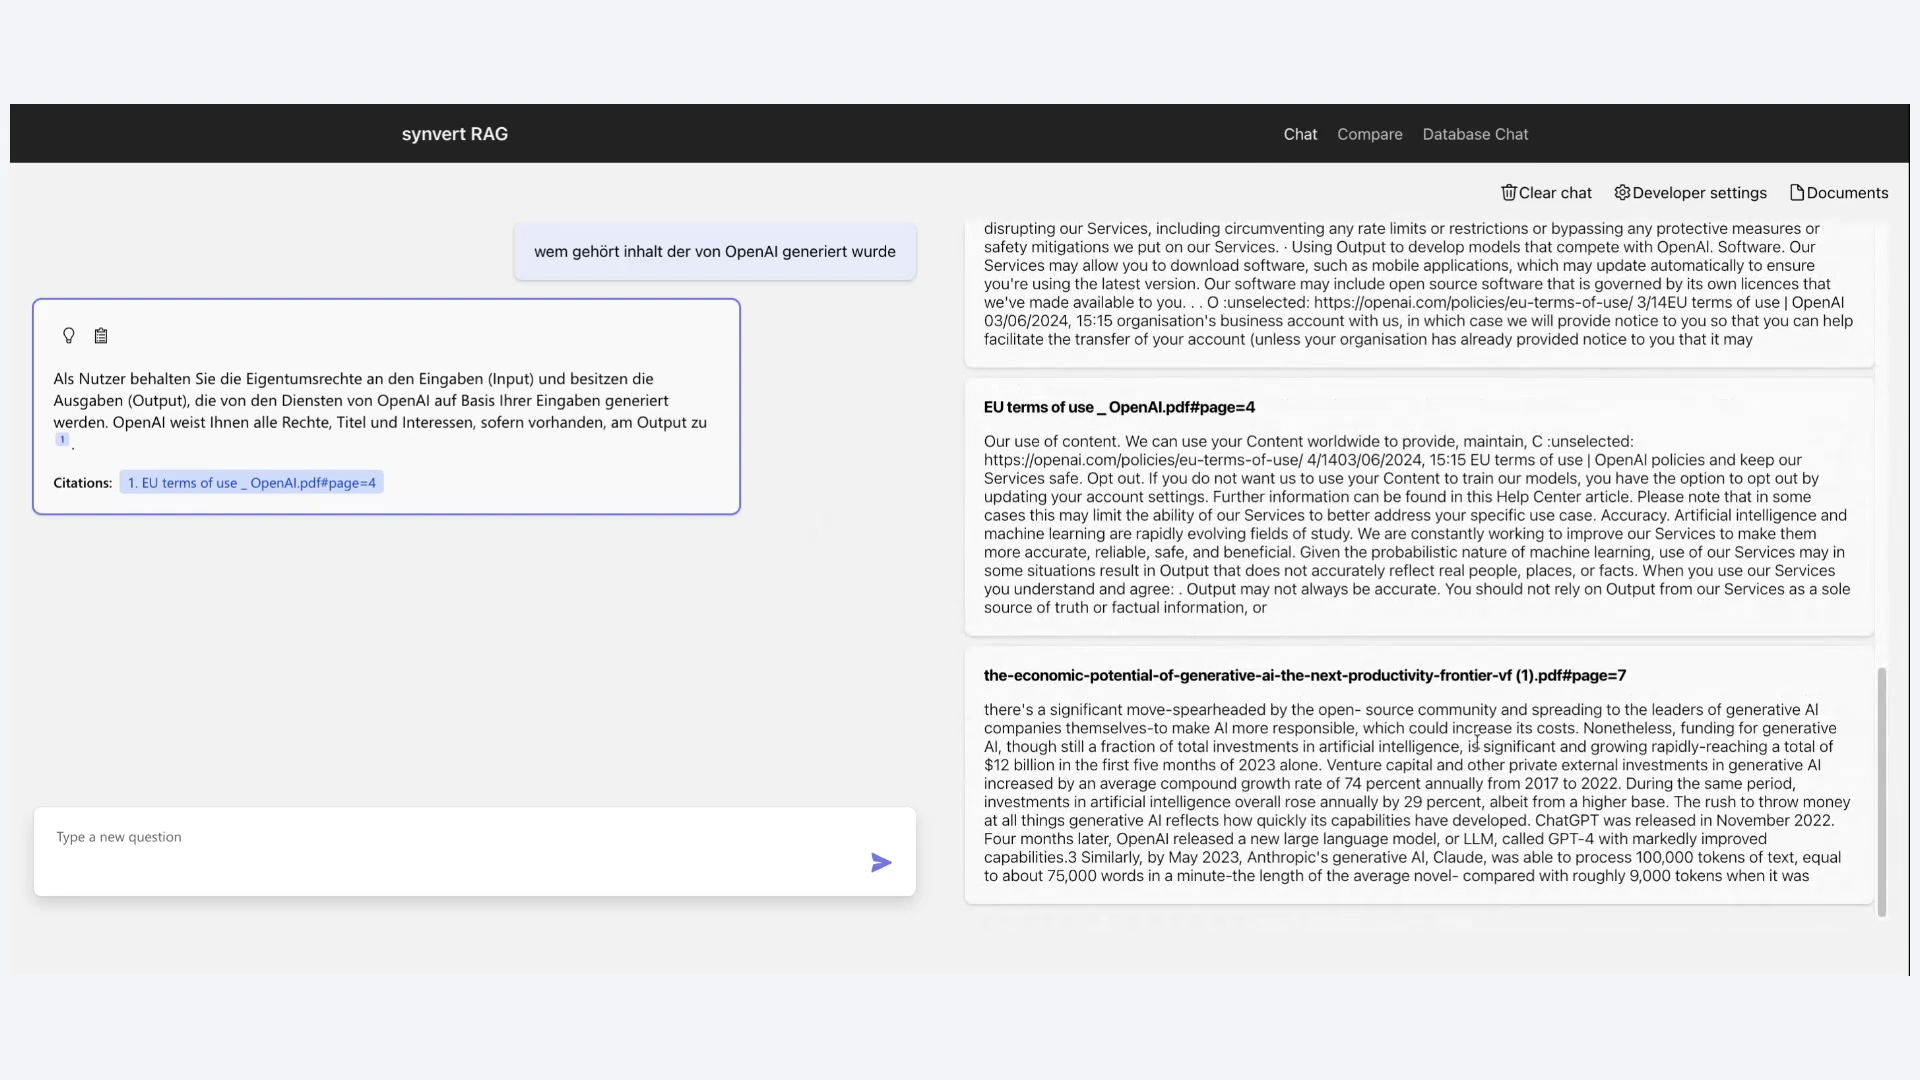 synvert RAG
Chat Compare Database Chat
Clear chat Developer settings Documents
wem gehört inhalt der von OpenAI generiert wurde
Als Nutzer behalten Sie die Eigentumsrechte an den Eingaben (Input) und besitzen die
Ausgaben (Output), die von den Diensten von OpenAI auf Basis Ihrer Eingaben generiert
werden. OpenAI weist Ihnen alle Rechte, Titel und Interessen, sofern vorhanden, am Output zu
1 .
Citations: 1. EU terms of use _ OpenAI.pdf#page=4
Type a new question
disrupting our Services, including circumventing any rate limits or restrictions or bypassing any protective measures or
safety mitigations we put on our Services. · Using Output to develop models that compete with OpenAI. Software. Our
Services may allow you to download software, such as mobile applications, which may update automatically to ensure
you're using the latest version. Our software may include open source software that is governed by its own licences that
we've made available to you. . . O :unselected: https://openai.com/policies/eu-terms-of-use/ 3/14EU terms of use | OpenAI
03/06/2024, 15:15 organisation's business account with us, in which case we will provide notice to you so that you can help
facilitate the transfer of your account (unless your organisation has already provided notice to you that it may
EU terms of use _ OpenAI.pdf#page=4
Our use of content. We can use your Content worldwide to provide, maintain, C :unselected:
https://openai.com/policies/eu-terms-of-use/ 4/1403/06/2024, 15:15 EU terms of use | OpenAI policies and keep our
Services safe. Opt out. If you do not want us to use your Content to train our models, you have the option to opt out by
updating your account settings. Further information can be found in this Help Center article. Please note that in some
cases this may limit the ability of our Services to better address your specific use case. Accuracy. Artificial intelligence and
machine learning are rapidly evolving fields of study. We are constantly working to improve our Services to make them
more accurate, reliable, safe, and beneficial. Given the probabilistic nature of machine learning, use of our Services may in
some situations result in Output that does not accurately reflect real people, places, or facts. When you use our Services
you understand and agree: . Output may not always be accurate. You should not rely on Output from our Services as a sole
source of truth or factual information, or
the-economic-potential-of-generative-ai-the-next-productivity-frontier-vf (1).pdf#page=7
there's a significant move-spearheaded by the open- source community and spreading to the leaders of generative AI
companies themselves-to make AI more responsible, which could increase its costs. Nonetheless, funding for generative
AI, though still a fraction of total investments in artificial intelligence, is significant and growing rapidly-reaching a total of
$12 billion in the first five months of 2023 alone. Venture capital and other private external investments in generative AI
increased by an average compound growth rate of 74 percent annually from 2017 to 2022. During the same period,
investments in artificial intelligence overall rose annually by 29 percent, albeit from a higher base. The rush to throw money
at all things generative AI reflects how quickly its capabilities have developed. ChatGPT was released in November 2022.
Four months later, OpenAI released a new large language model, or LLM, called GPT-4 with markedly improved
capabilities.3 Similarly, by May 2023, Anthropic's generative AI, Claude, was able to process 100,000 tokens of text, equal
to about 75,000 words in a minute-the length of the average novel- compared with roughly 9,000 tokens when it was